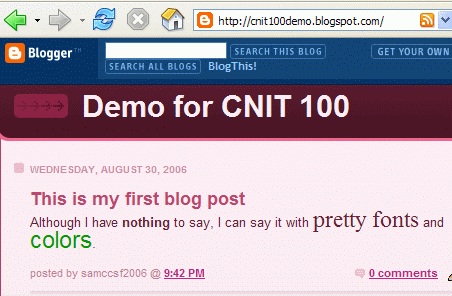 http://cnit100demo.blogspot.com/
Blogger™ SEARCH THIS BLOG GET YOUR OWN
SEARCH ALL BLOGS BlogThis!
Demo for CNIT 100
WEDNESDAY, AUGUST 30, 2006
This is my first blog post
Although I have nothing to say, I can say it with pretty fonts and
colors.
posted by samccsf2006 @ 9:42 PM 0 comments